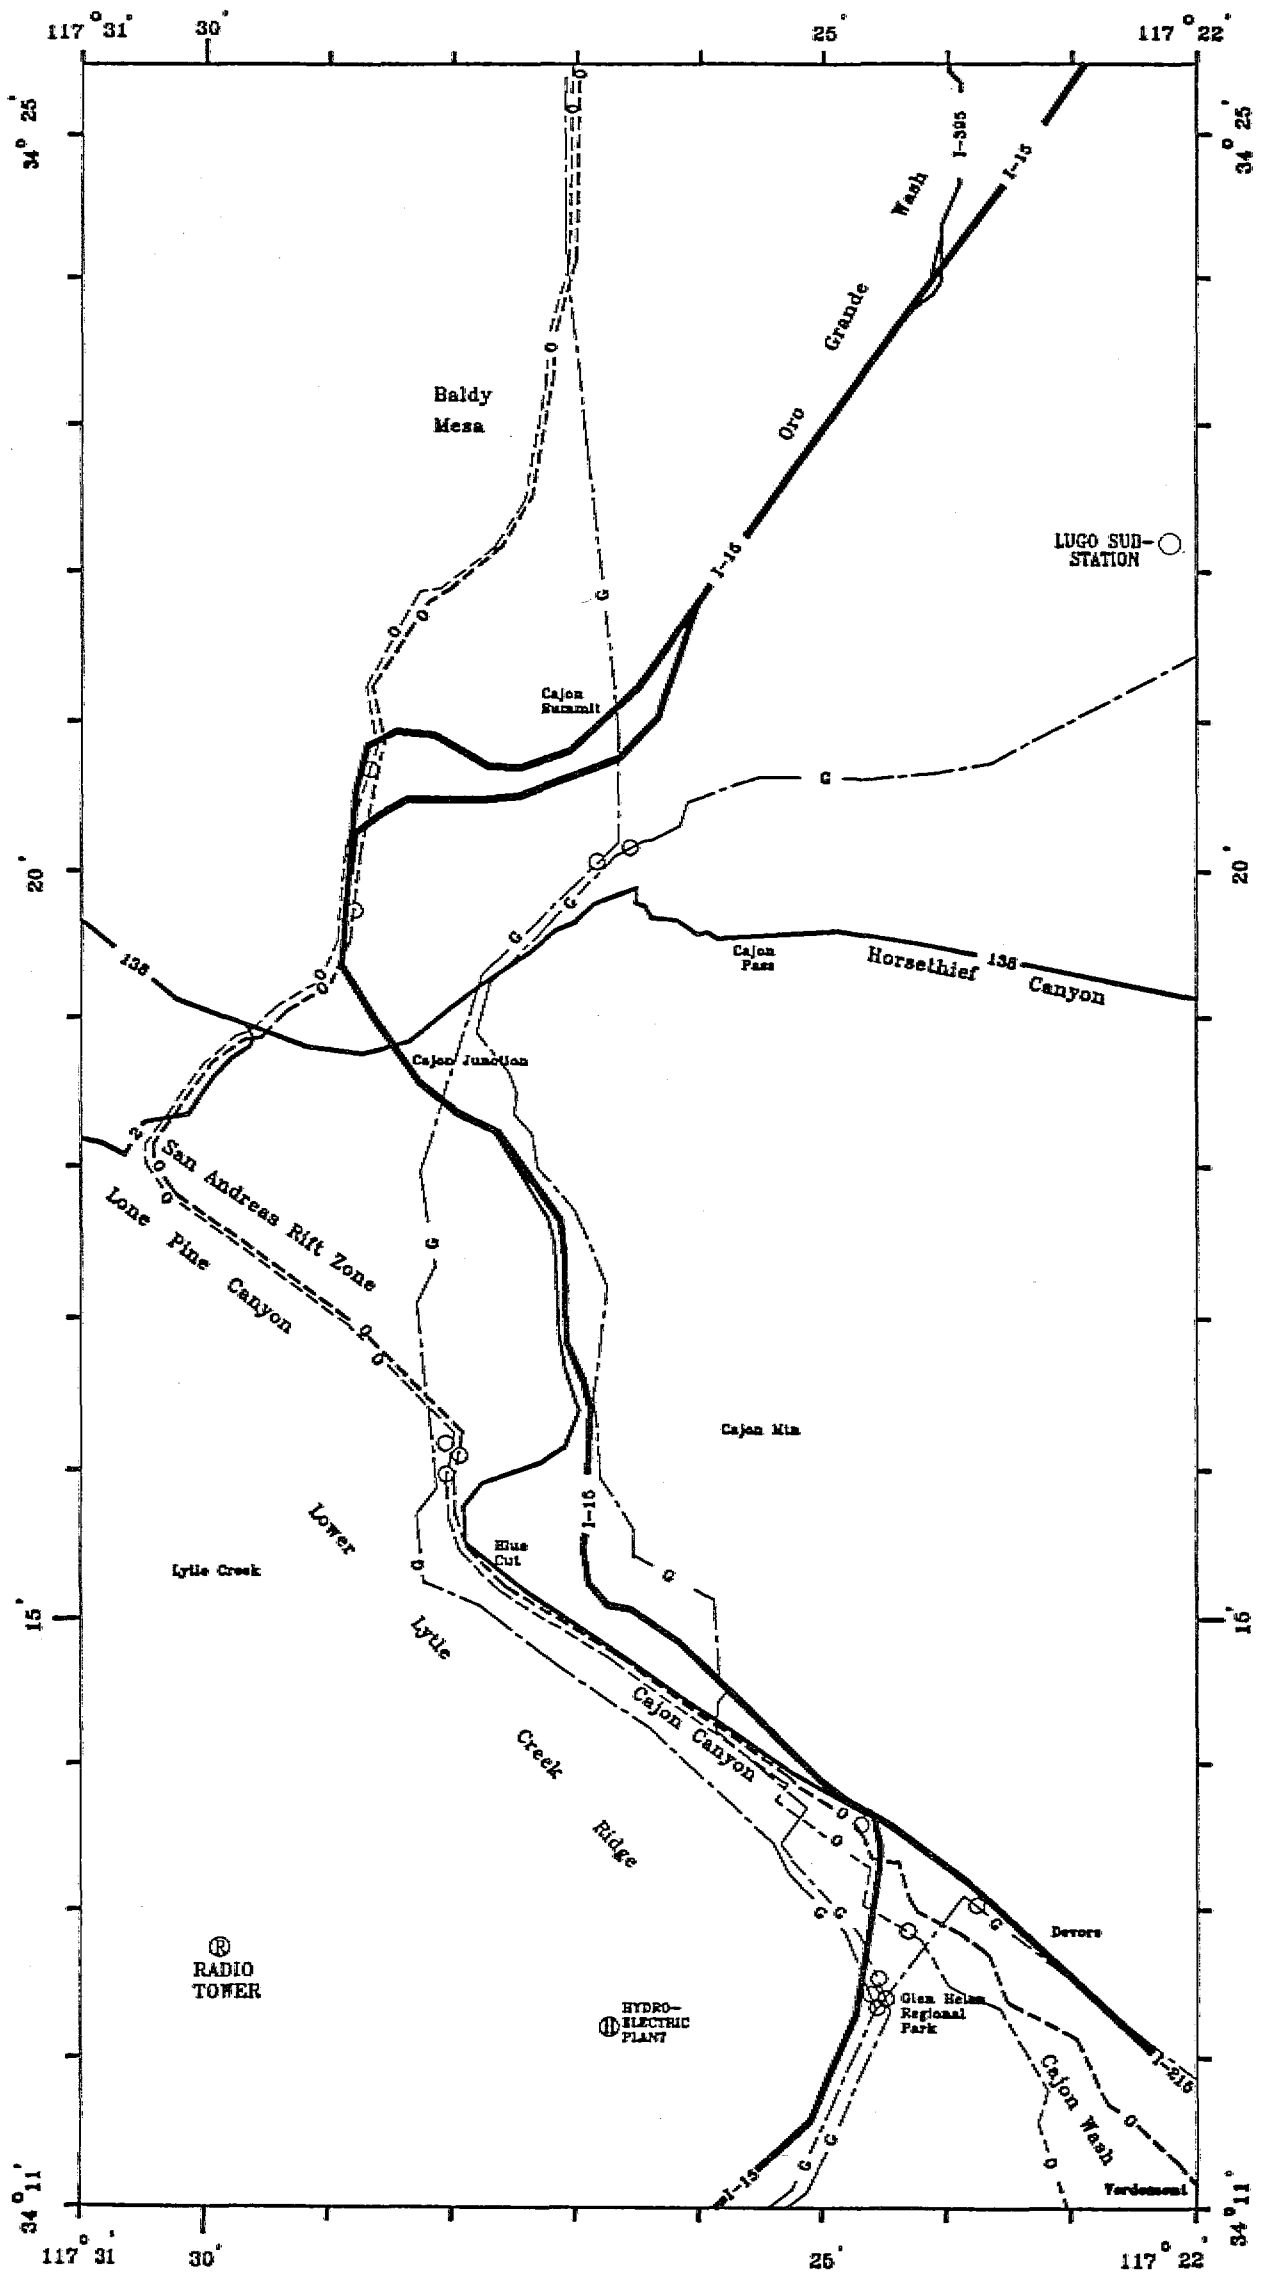 117° 31'
30'
25'
117° 22'
34° 25'
34° 25'
O
O
I-395
I-15
Wash
Grande
Oro
O
Baldy
Mesa
LUGO SUB-
STATION
I-15
G
O
O
Cajon
Summit
G
20'
20'
G
G
138
Cajon
Pass
Horsethief
138
Canyon
O
O
Cajon Junction
2
San Andreas Rift Zone
O
O
Lone Pine Canyon
G
O
O
Cajon Mtn
I-15
Lower
Blue
Cut
Lytle Creek
G
G
15'
15'
Lytle
Cajon Canyon
Creek
O
O
Ridge
G
G
G
Devore
R
RADIO
TOWER
H
HYDRO-
ELECTRIC
PLANT
Glen Helen
Regional
Park
I-215
Cajon Wash
O
G
G
O
I-15
Verdemont
34° 11'
34° 11'
117° 31'
30'
25'
117° 22'